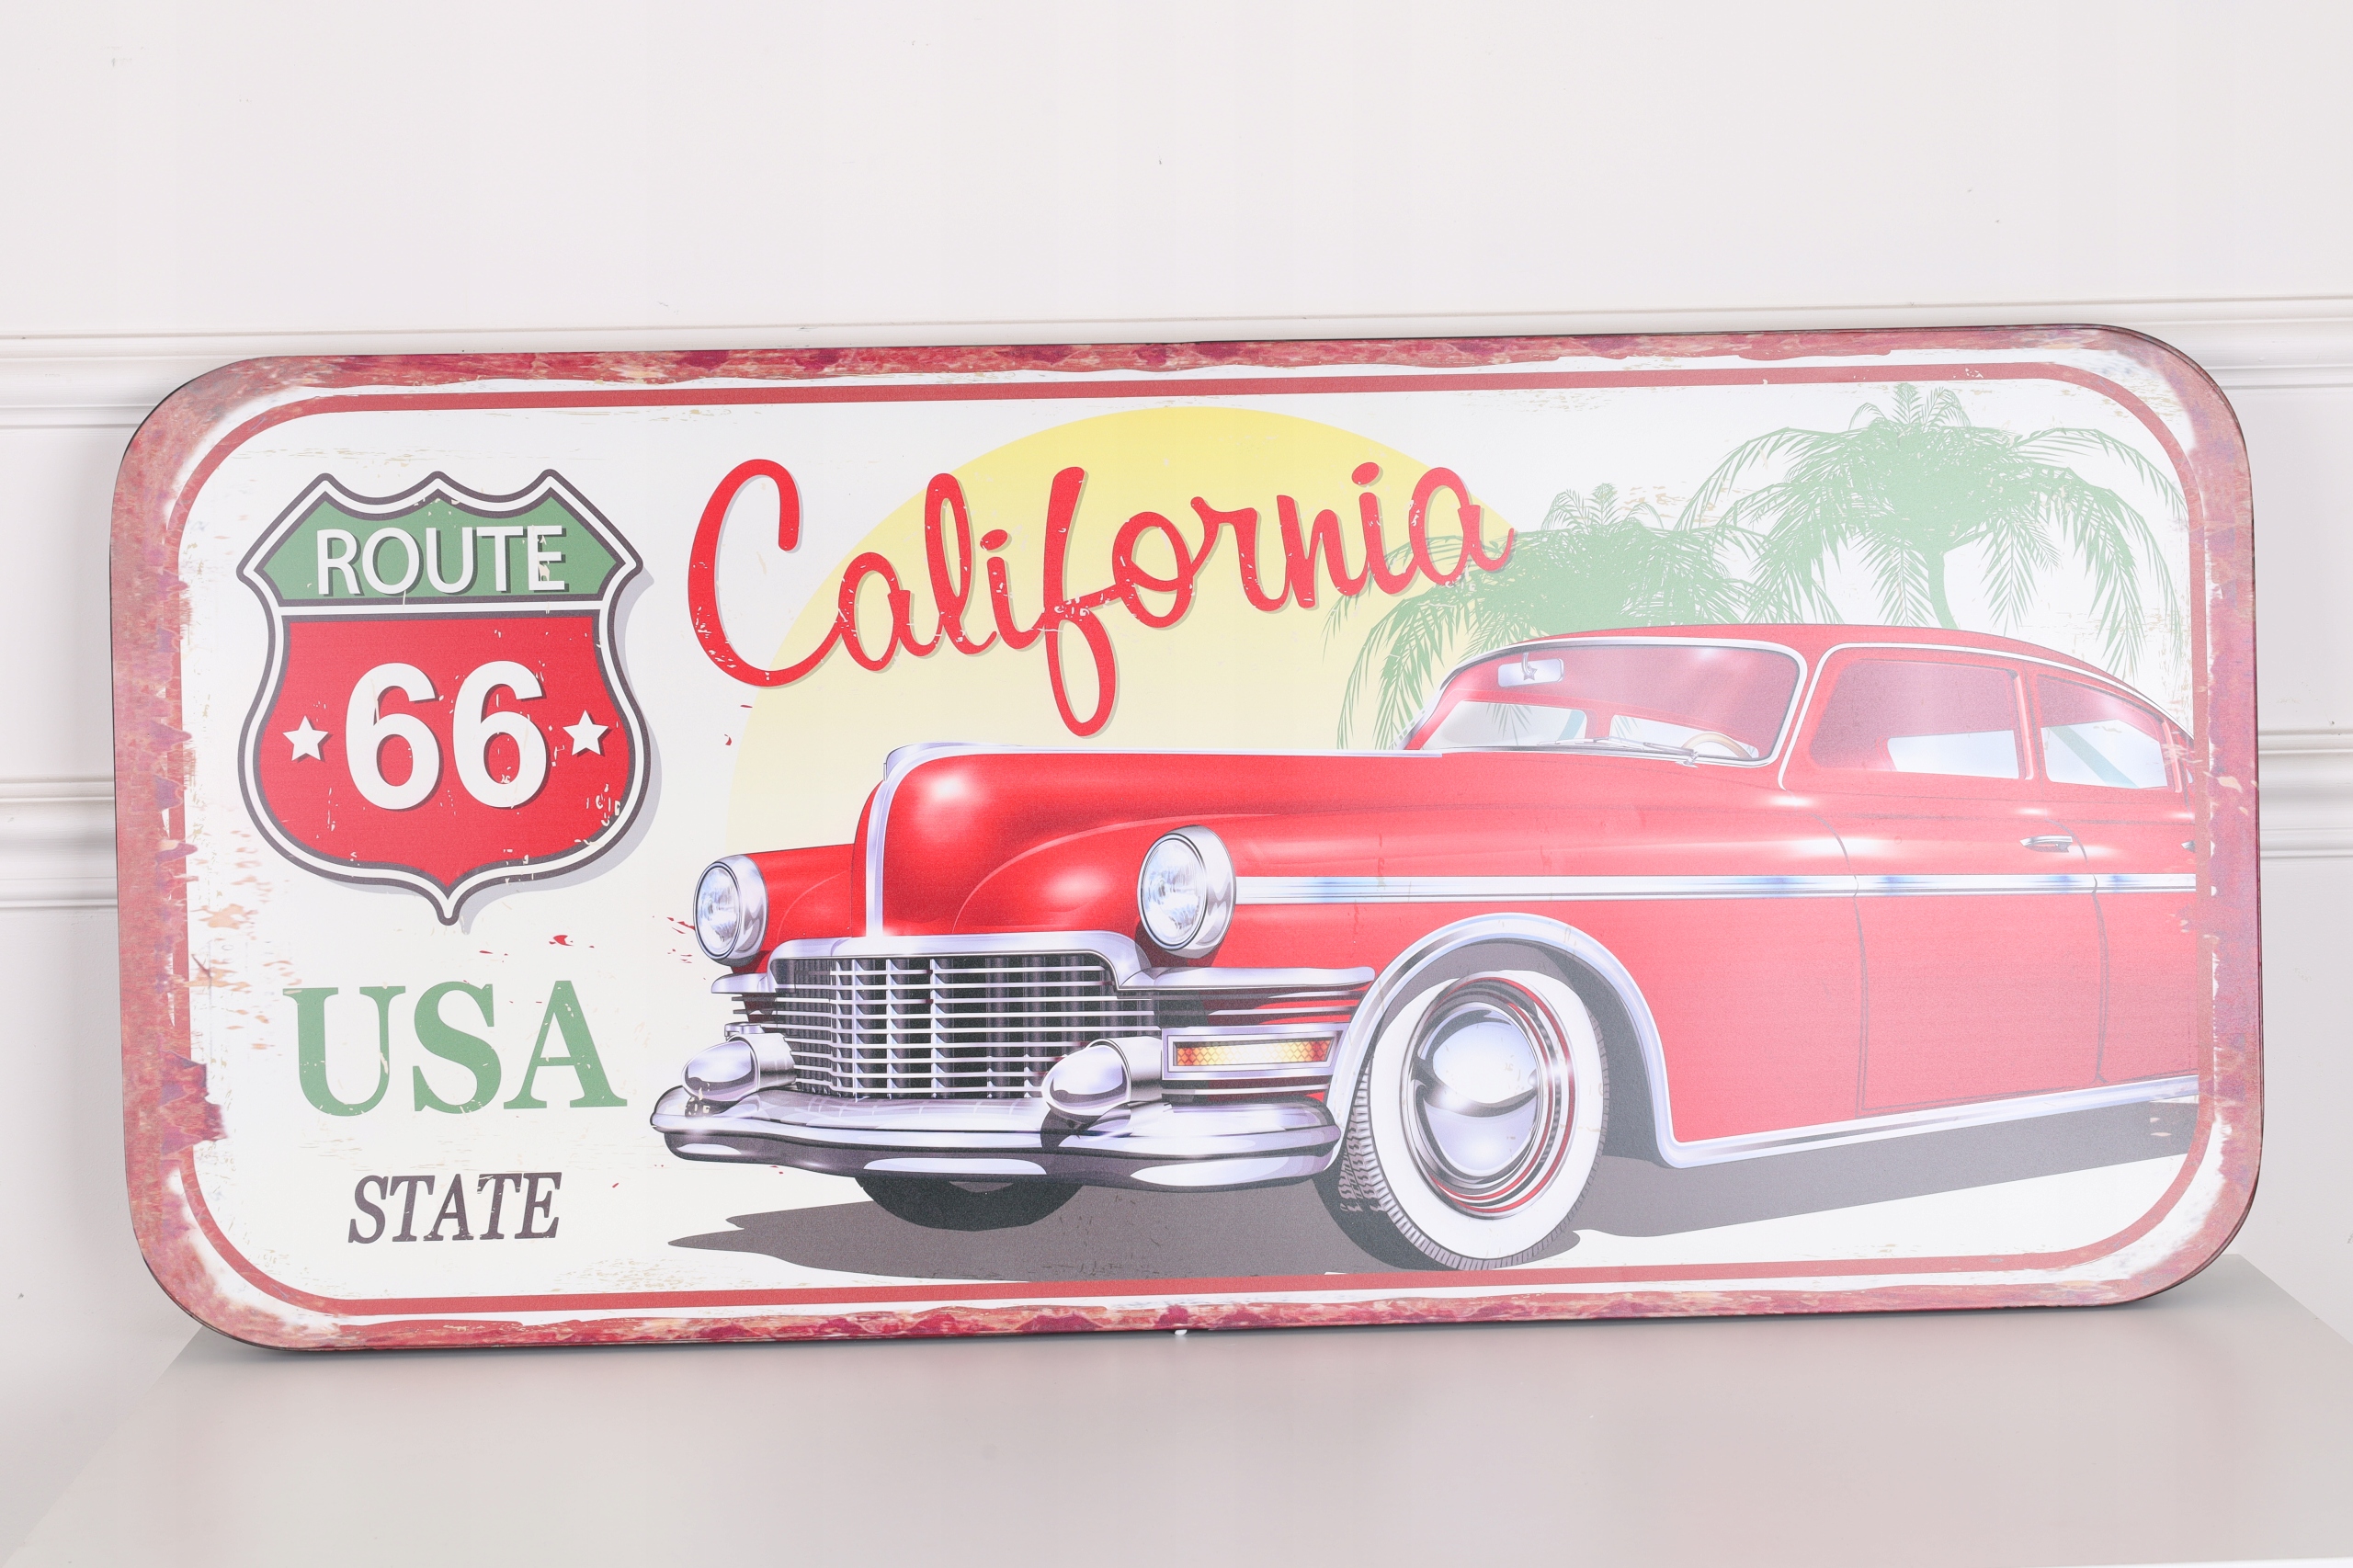 ROUTE
66
California
USA
STATE